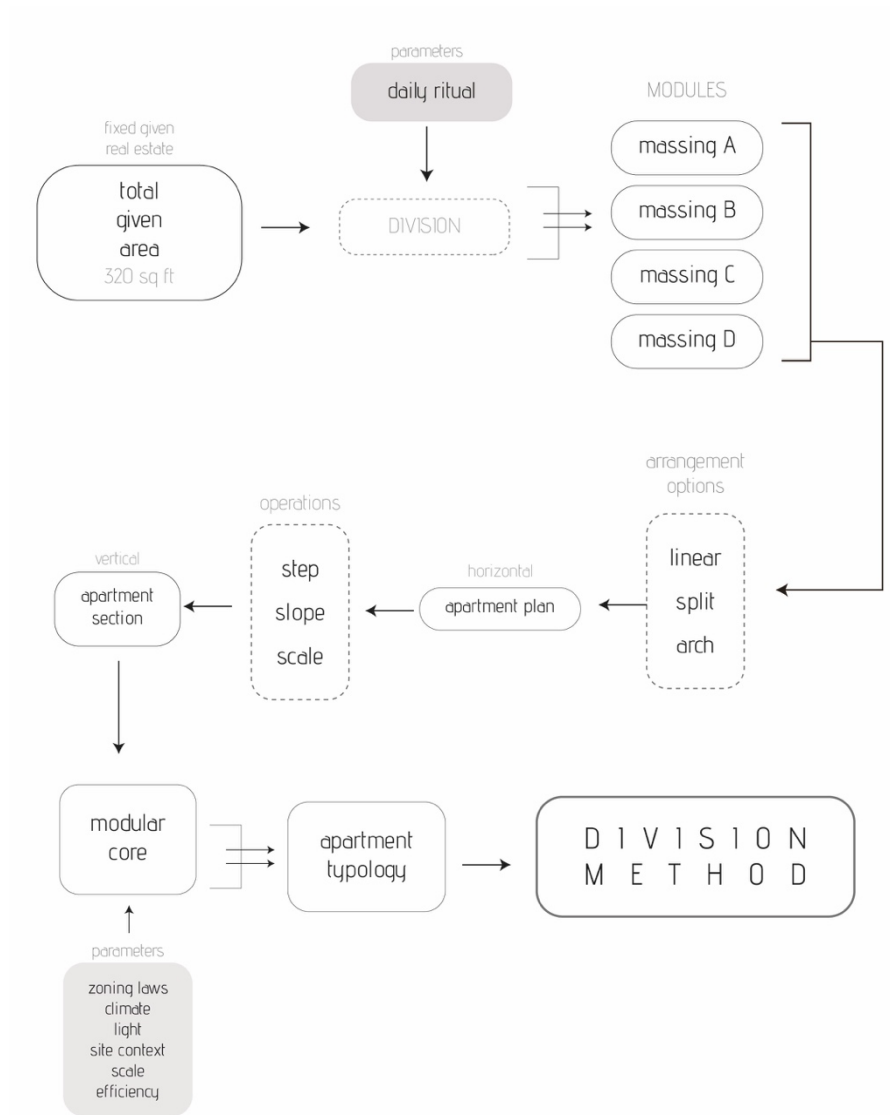 parameters
daily ritual
MODULES
fixed given
real estate
total
given
area
320 sq ft
DIVISION
massing A
massing B
massing C
massing D
arrangement
options
linear
split
arch
horizontal
apartment plan
operations
step
slope
scale
vertical
apartment
section
modular
core
apartment
typology
DIVISION
METHOD
parameters
zoning laws
climate
light
site context
scale
efficiency